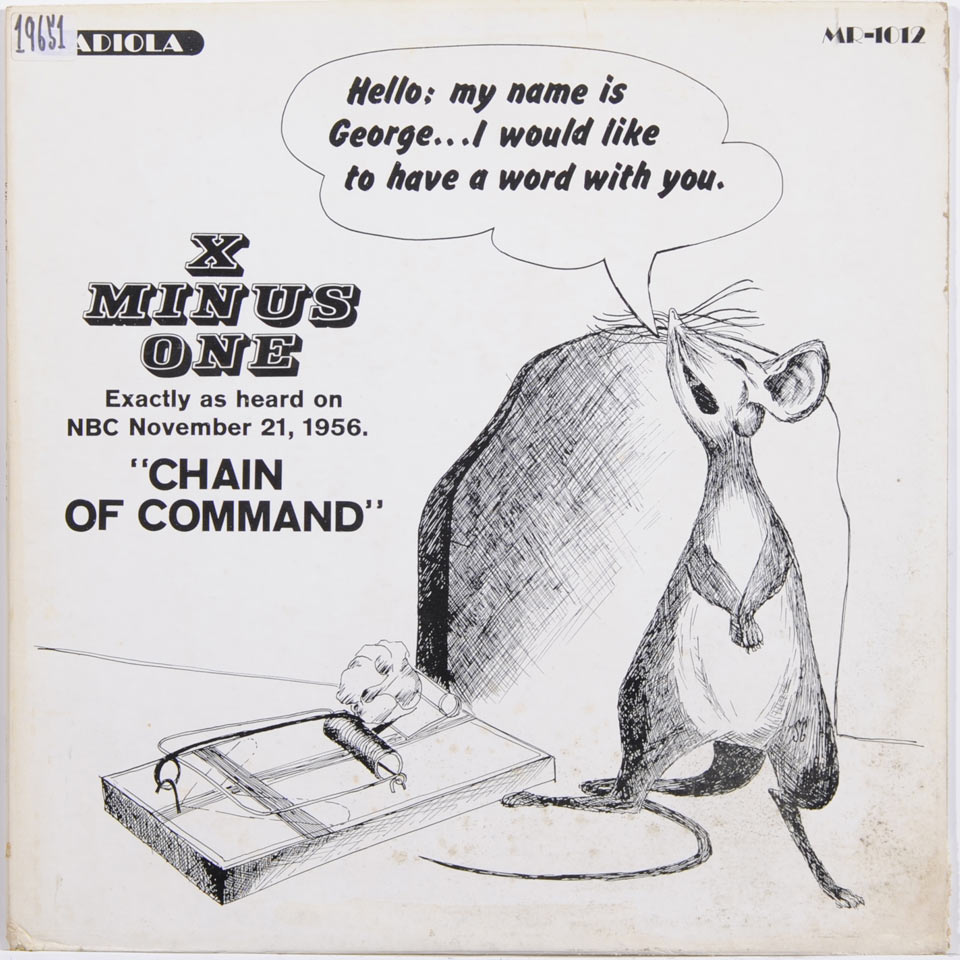 19651
ADIOLA
MR-1012
Hello; my name is
George...I would like
to have a word with you.
X
MINUS
ONE
Exactly as heard on
NBC November 21, 1956.
"CHAIN
OF COMMAND"